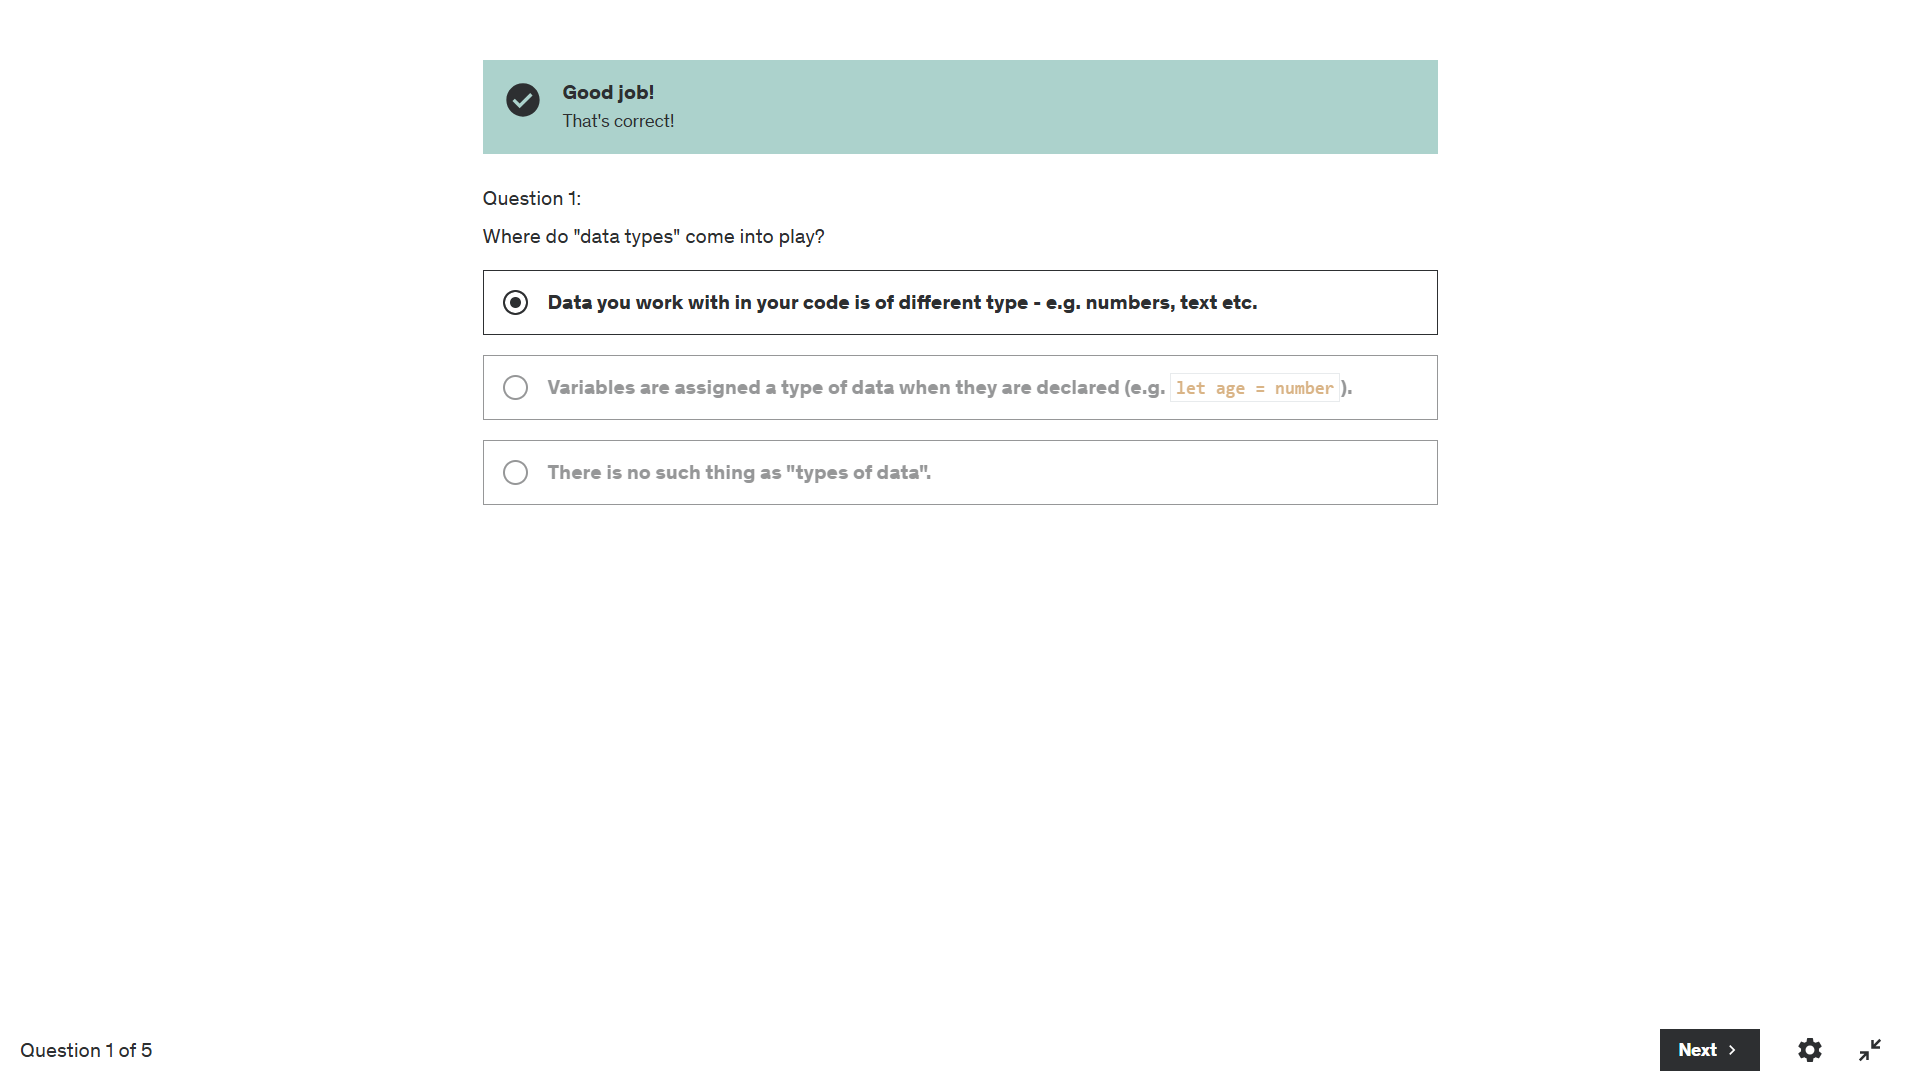 Good job!
That's correct!
Question 1:
Where do "data types" come into play?
Data you work with in your code is of different type - e.g. numbers, text etc.
Variables are assigned a type of data when they are declared (e.g. let age = number).
There is no such thing as "types of data".
Question 1 of 5
Next